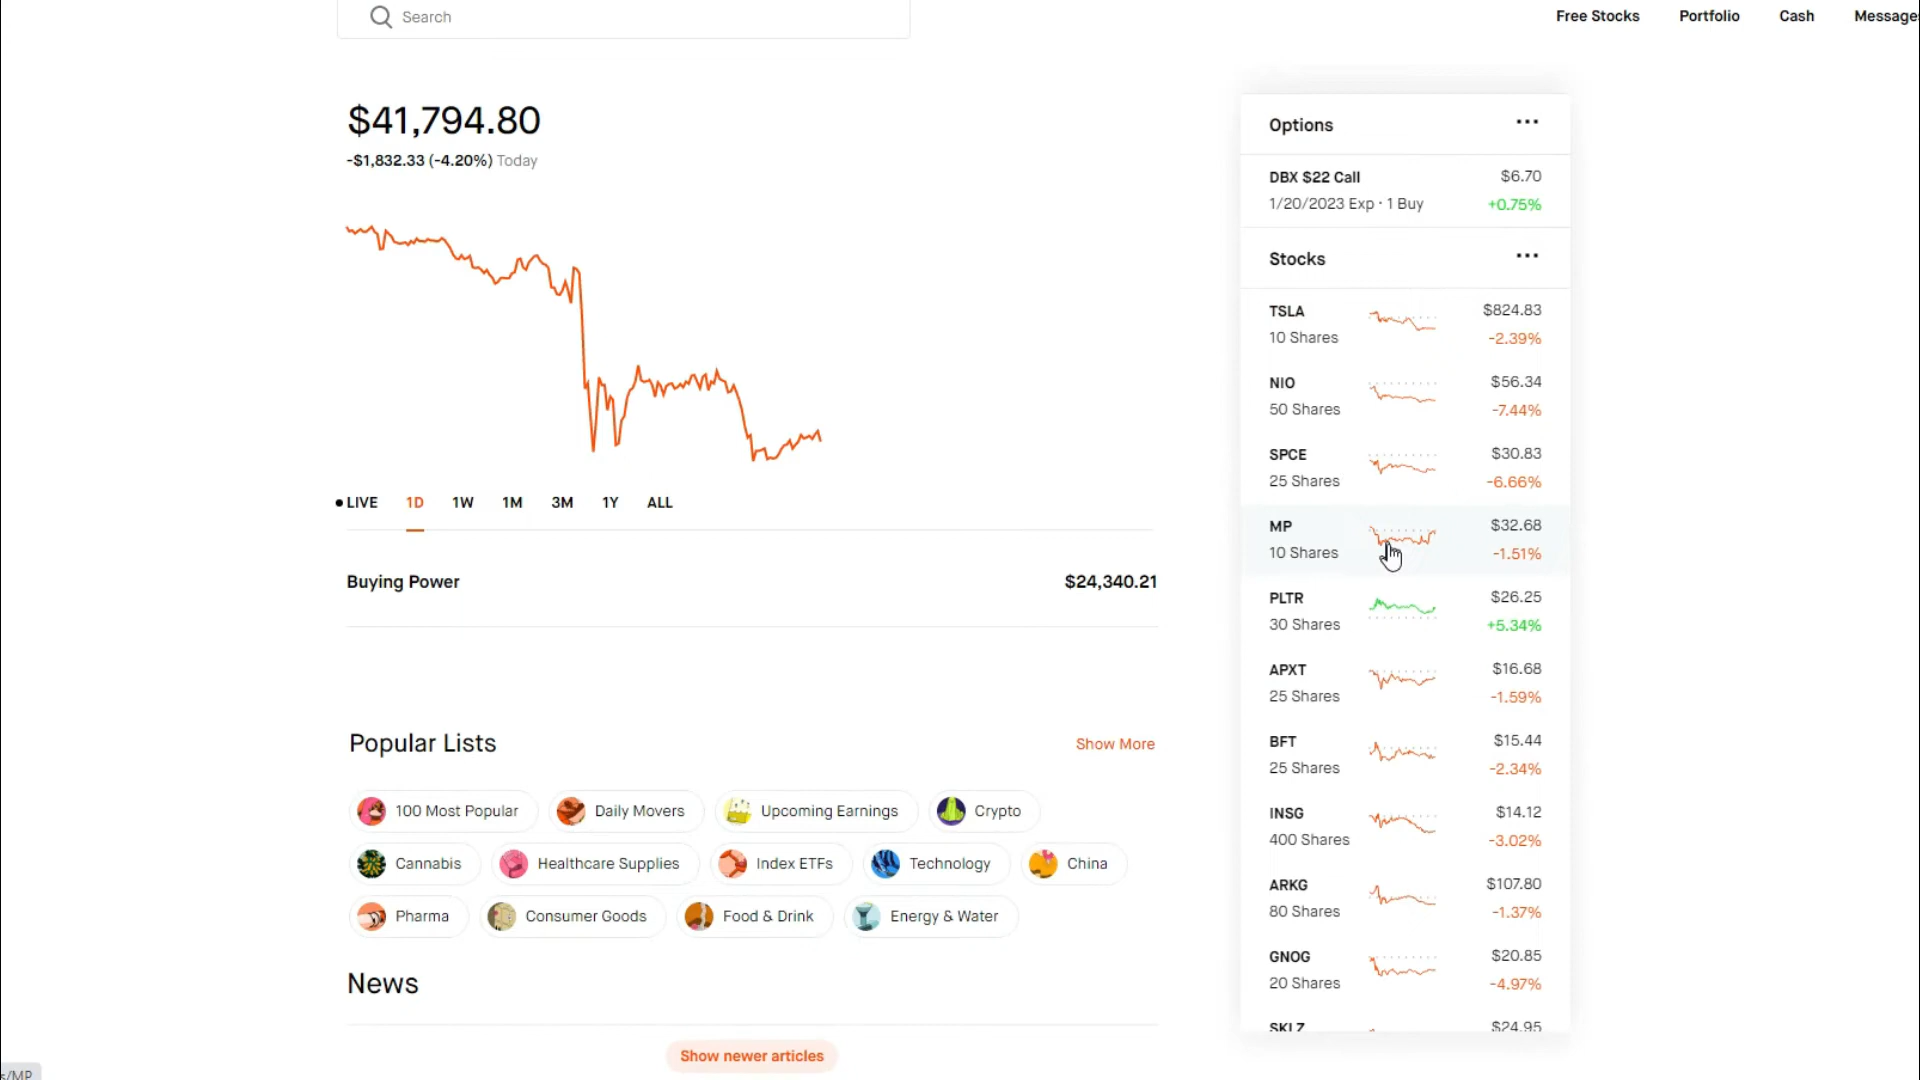 Search
Free Stocks
Portfolio
Cash
Message
$41,794.80
-$1,832.33 (-4.20%) Today
LIVE
1D
1W
1M
3M
1Y
ALL
Buying Power
$24,340.21
Popular Lists
Show More
100 Most Popular
Daily Movers
Upcoming Earnings
Crypto
Cannabis
Healthcare Supplies
Index ETFs
Technology
China
Pharma
Consumer Goods
Food & Drink
Energy & Water
News
Show newer articles
Options
DBX $22 Call
$6.70
1/20/2023 Exp · 1 Buy
+0.75%
Stocks
TSLA
$824.83
10 Shares
-2.39%
NIO
$56.34
50 Shares
-7.44%
SPCE
$30.83
25 Shares
-6.66%
MP
$32.68
10 Shares
-1.51%
PLTR
$26.25
30 Shares
+5.34%
APXT
$16.68
25 Shares
-1.59%
BFT
$15.44
25 Shares
-2.34%
INSG
$14.12
400 Shares
-3.02%
ARKG
$107.80
80 Shares
-1.37%
GNOG
$20.85
20 Shares
-4.97%
SKLZ
$24.95
s/MP